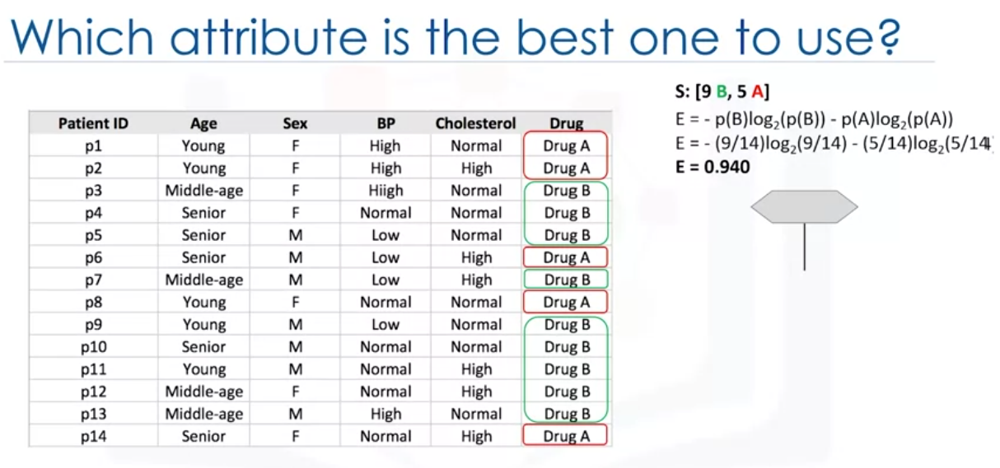 Which attribute is the best one to use?
S: [9 B, 5 A]
E = - p(B)log₂(p(B)) - p(A)log₂(p(A))
E = - (9/14)log₂(9/14) - (5/14)log₂(5/14)
E = 0.940
Patient ID Age Sex BP Cholesterol Drug
p1 Young F High Normal Drug A
p2 Young F High High Drug A
p3 Middle-age F Hiigh Normal Drug B
p4 Senior F Normal Normal Drug B
p5 Senior M Low Normal Drug B
p6 Senior M Low High Drug A
p7 Middle-age M Low High Drug B
p8 Young F Normal Normal Drug A
p9 Young M Low Normal Drug B
p10 Senior M Normal Normal Drug B
p11 Young M Normal High Drug B
p12 Middle-age F Normal High Drug B
p13 Middle-age M High Normal Drug B
p14 Senior F Normal High Drug A